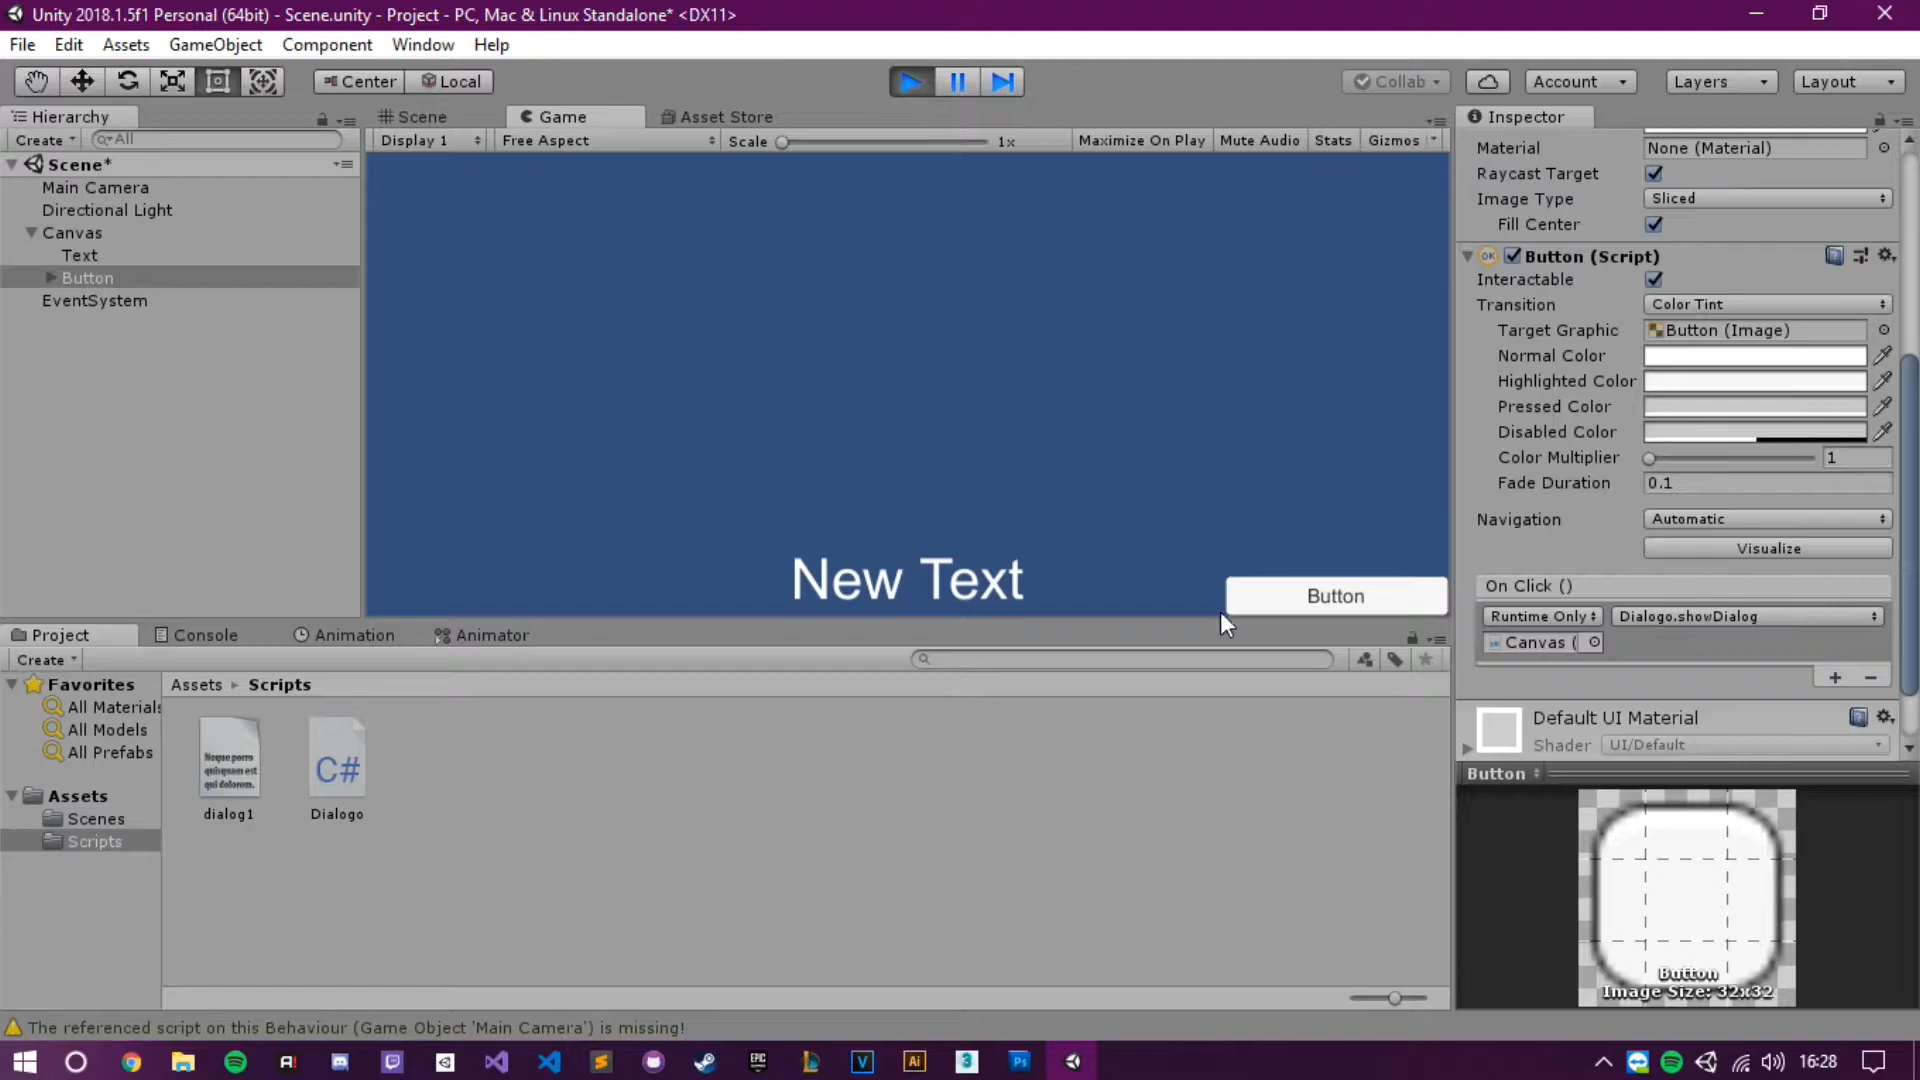 Unity 2018.1.5f1 Personal (64bit) - Scene.unity - Project - PC, Mac & Linux Standalone* <DX11>
File Edit Assets GameObject Component Window Help
Center Local Collab Account Layers Layout
Hierarchy
Create All
Scene*
Main Camera
Directional Light
Canvas
Text
Button
EventSystem
Scene Game Asset Store
Display 1 Free Aspect Scale 1x Maximize On Play Mute Audio Stats Gizmos
New Text
Button
Inspector
Material None (Material)
Raycast Target
Image Type Sliced
Fill Center
Button (Script)
Interactable
Transition Color Tint
Target Graphic Button (Image)
Normal Color
Highlighted Color
Pressed Color
Disabled Color
Color Multiplier 1
Fade Duration 0.1
Navigation Automatic
Visualize
On Click ()
Runtime Only Dialogo.showDialog
Canvas (
+ -
Default UI Material
Shader UI/Default
Button
Button
Image Size: 32x32
Project Console Animation Animator
Create
Favorites
All Materials
All Models
All Prefabs
Assets
Scenes
Scripts
Assets Scripts
Neque porro
quisquam est
qui dolorem.
C#
dialog1 Dialogo
The referenced script on this Behaviour (Game Object 'Main Camera') is missing!
16:28